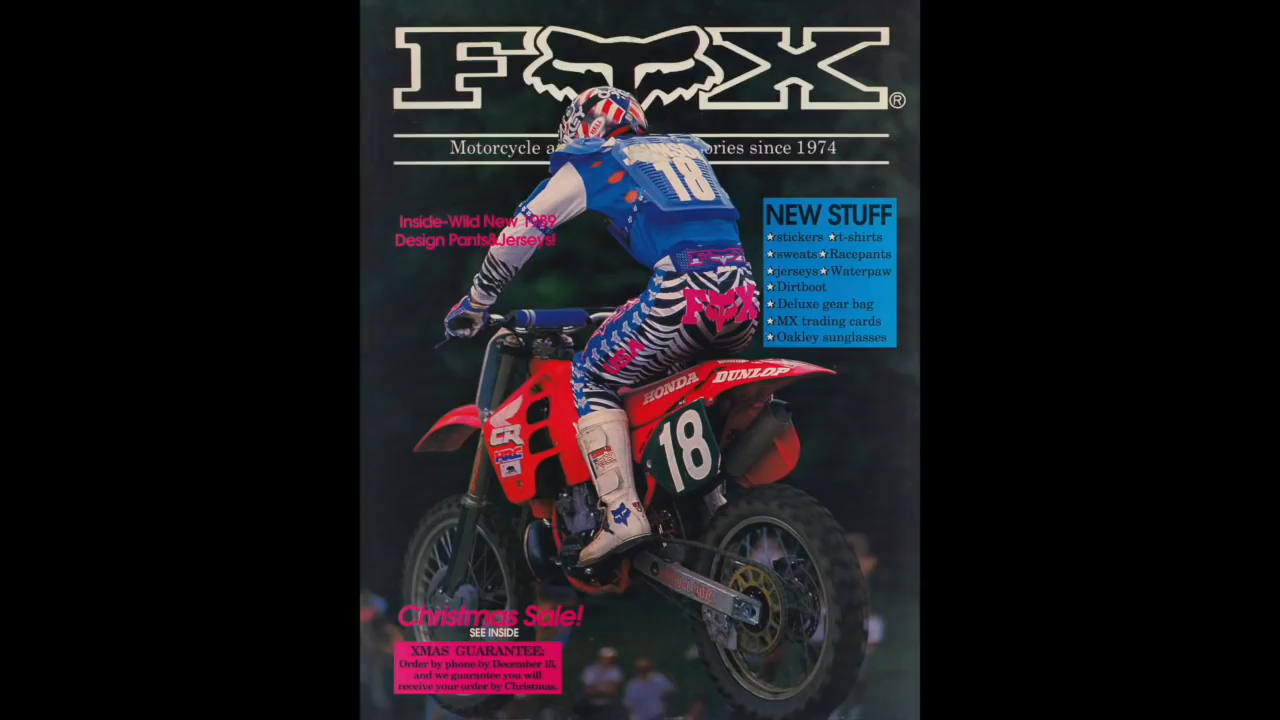 FOX®
Motorcycle a ories since 1974
Inside-Wild New 1989
Design Pants&Jerseys!
NEW STUFF
stickers t-shirts
sweats Racepants
jerseys Waterpaw
Dirtboot
Deluxe gear bag
MX trading cards
Oakley sunglasses
18
FOX
FOX
USA
HONDA DUNLOP
CR
HRC
18
Christmas Sale!
SEE INSIDE
XMAS GUARANTEE:
Order by phone by December 15,
and we guarantee you will
receive your order by Christmas.